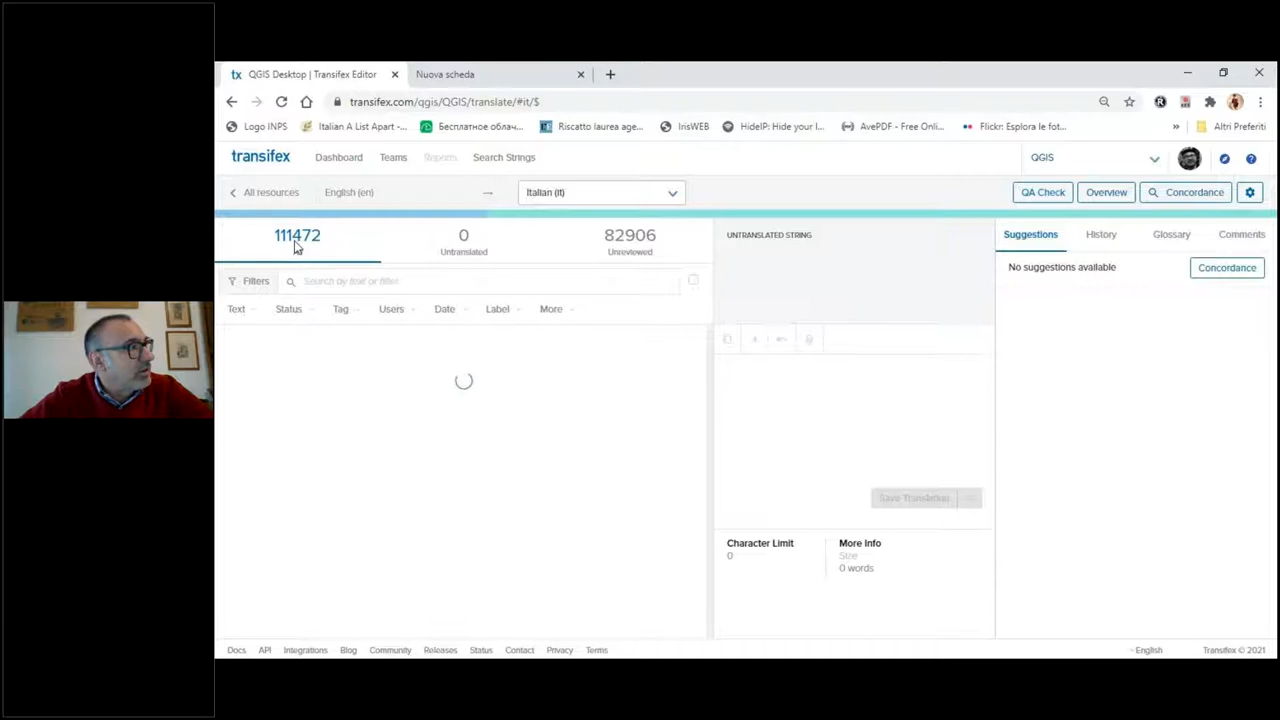 tx QGIS Desktop | Transifex Editor
Nuova scheda
transifex.com/qgis/QGIS/translate/#it/$
Logo INPS
Italian A List Apart -...
Бесплатное облач...
Riscatto laurea age...
IrisWEB
HideIP: Hide your I...
AvePDF - Free Onli...
Flickr: Esplora le fot...
»
Altri Preferiti
transifex
Dashboard
Teams
Reports
Search Strings
QGIS
All resources
English (en)
Italian (it)
QA Check
Overview
Concordance
111472
0
Untranslated
82906
Unreviewed
Filters
Search by text or filter...
Text
Status
Tag
Users
Date
Label
More
UNTRANSLATED STRING
Save Translation
Character Limit
0
More Info
Size
0 words
Suggestions
History
Glossary
Comments
No suggestions available
Concordance
Docs
API
Integrations
Blog
Community
Releases
Status
Contact
Privacy
Terms
English
Transifex © 2021